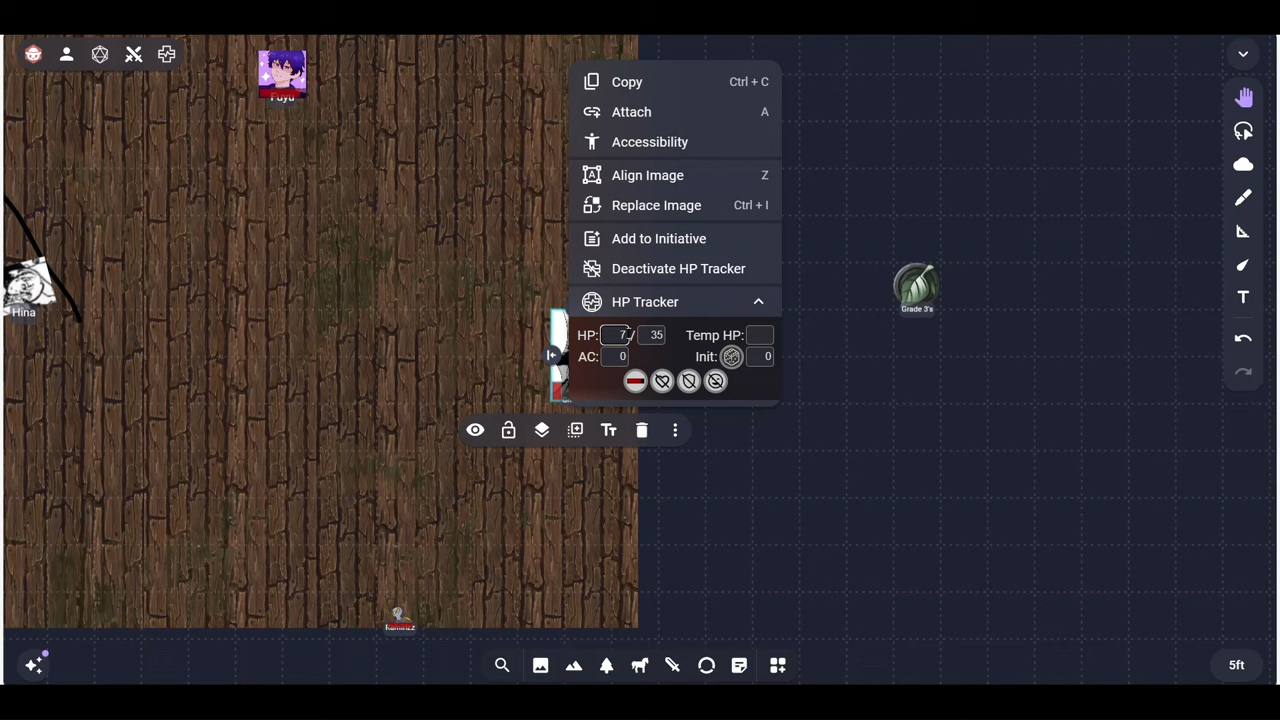 Fuyu
Copy Ctrl + C
Attach A
Accessibility
Align Image Z
Replace Image Ctrl + I
Add to Initiative
Deactivate HP Tracker
HP Tracker
HP: 7 / 35 Temp HP:
AC: 0 Init: 0
Hina
Grade 3's
5ft